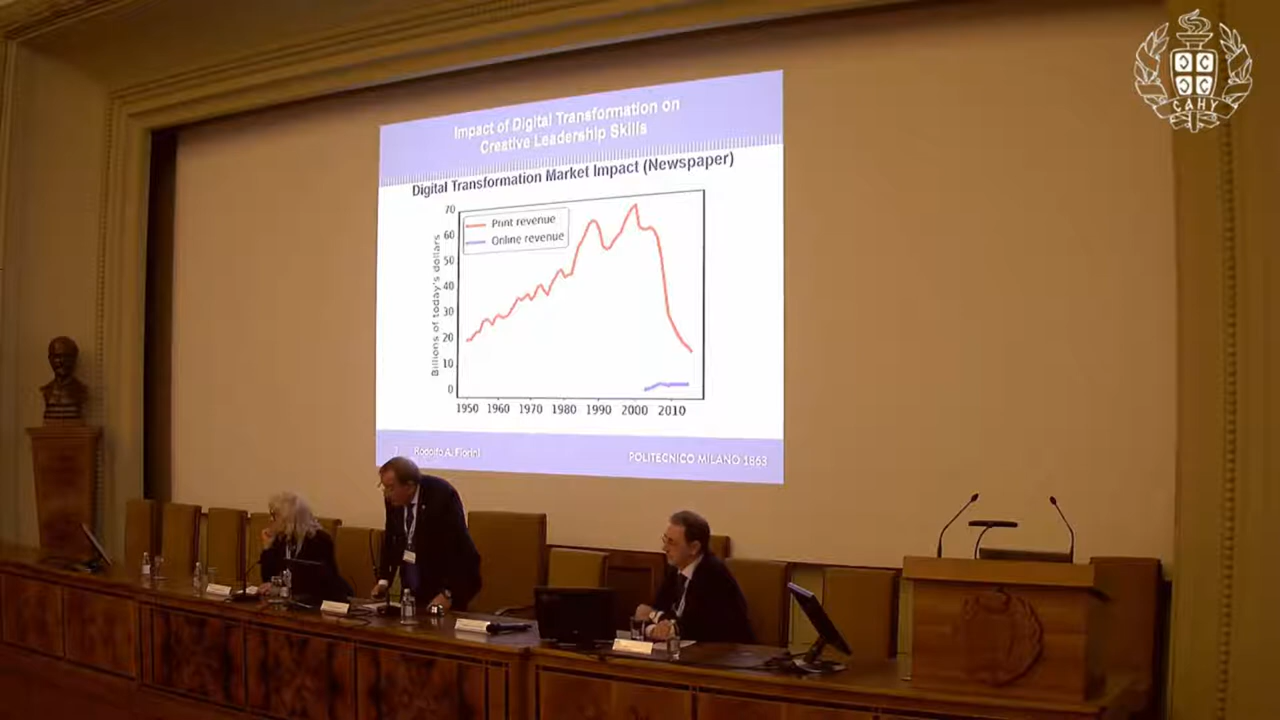 САНУ
Impact of Digital Transformation on
Creative Leadership Skills
Digital Transformation Market Impact (Newspaper)
70
60
50
40
30
20
10
0
Billions of today's dollars
Print revenue
Online revenue
1950 1960 1970 1980 1990 2000 2010
Rodolfo A. Fiorini
POLITECNICO MILANO 1863